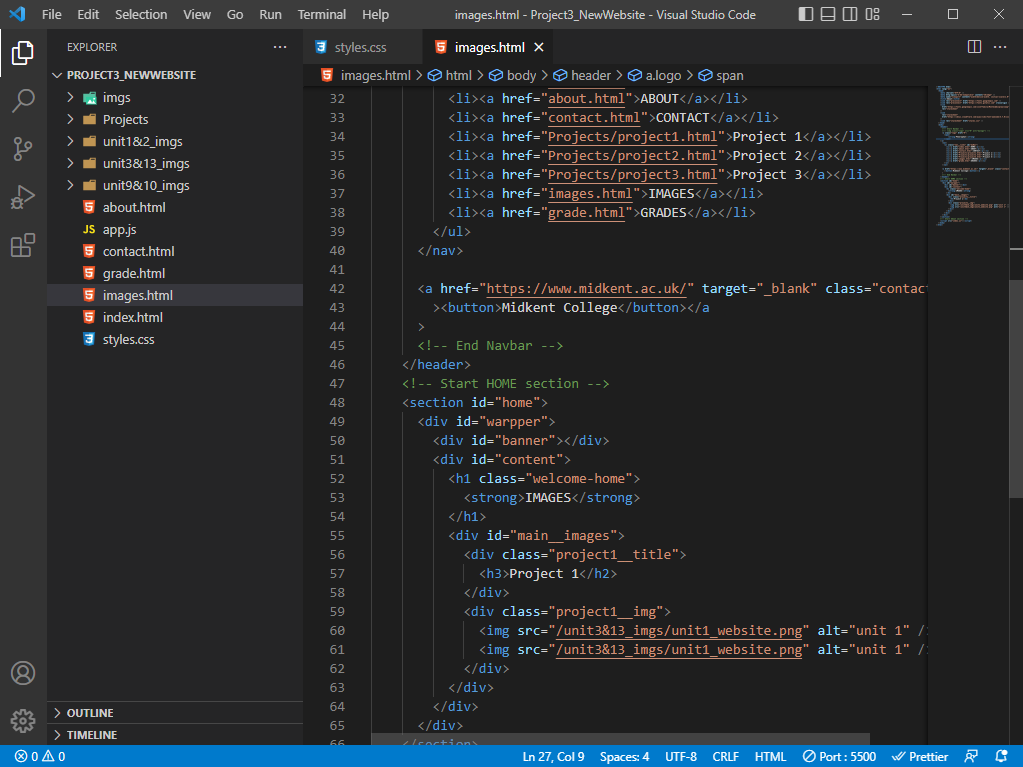 File Edit Selection View Go Run Terminal Help images.html - Project3_NewWebsite - Visual Studio Code
EXPLORER
PROJECT3_NEWWEBSITE
imgs
Projects
unit1&2_imgs
unit3&13_imgs
unit9&10_imgs
about.html
JS app.js
contact.html
grade.html
images.html
index.html
styles.css
OUTLINE
TIMELINE
styles.css images.html
images.html > html > body > header > a.logo > span
32 <li><a href="about.html">ABOUT</a></li>
33 <li><a href="contact.html">CONTACT</a></li>
34 <li><a href="Projects/project1.html">Project 1</a></li>
35 <li><a href="Projects/project2.html">Project 2</a></li>
36 <li><a href="Projects/project3.html">Project 3</a></li>
37 <li><a href="images.html">IMAGES</a></li>
38 <li><a href="grade.html">GRADES</a></li>
39 </ul>
40 </nav>
41
42 <a href="https://www.midkent.ac.uk/" target="_blank" class="contac
43 ><button>Midkent College</button></a
44 >
45 <!-- End Navbar -->
46 </header>
47 <!-- Start HOME section -->
48 <section id="home">
49 <div id="warpper">
50 <div id="banner"></div>
51 <div id="content">
52 <h1 class="welcome-home">
53 <strong>IMAGES</strong>
54 </h1>
55 <div id="main__images">
56 <div class="project1__title">
57 <h3>Project 1</h2>
58 </div>
59 <div class="project1__img">
60 <img src="/unit3&13_imgs/unit1_website.png" alt="unit 1" /
61 <img src="/unit3&13_imgs/unit1_website.png" alt="unit 1" /
62 </div>
63 </div>
64 </div>
65 </div>
66 </section>
0 0 Ln 27, Col 9 Spaces: 4 UTF-8 CRLF HTML Port : 5500 Prettier